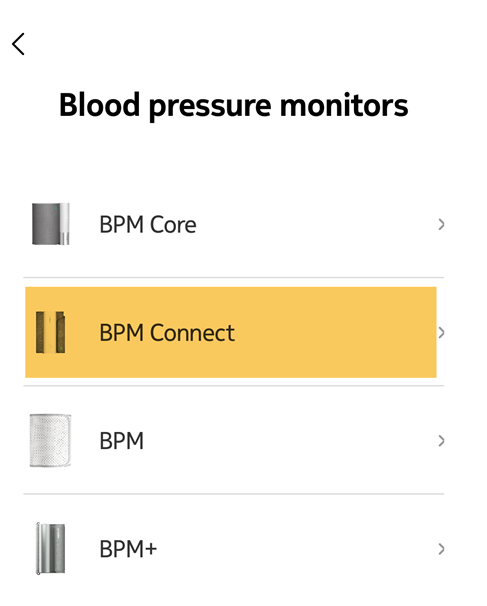 Blood pressure monitors
BPM Core
BPM Connect
BPM
BPM+